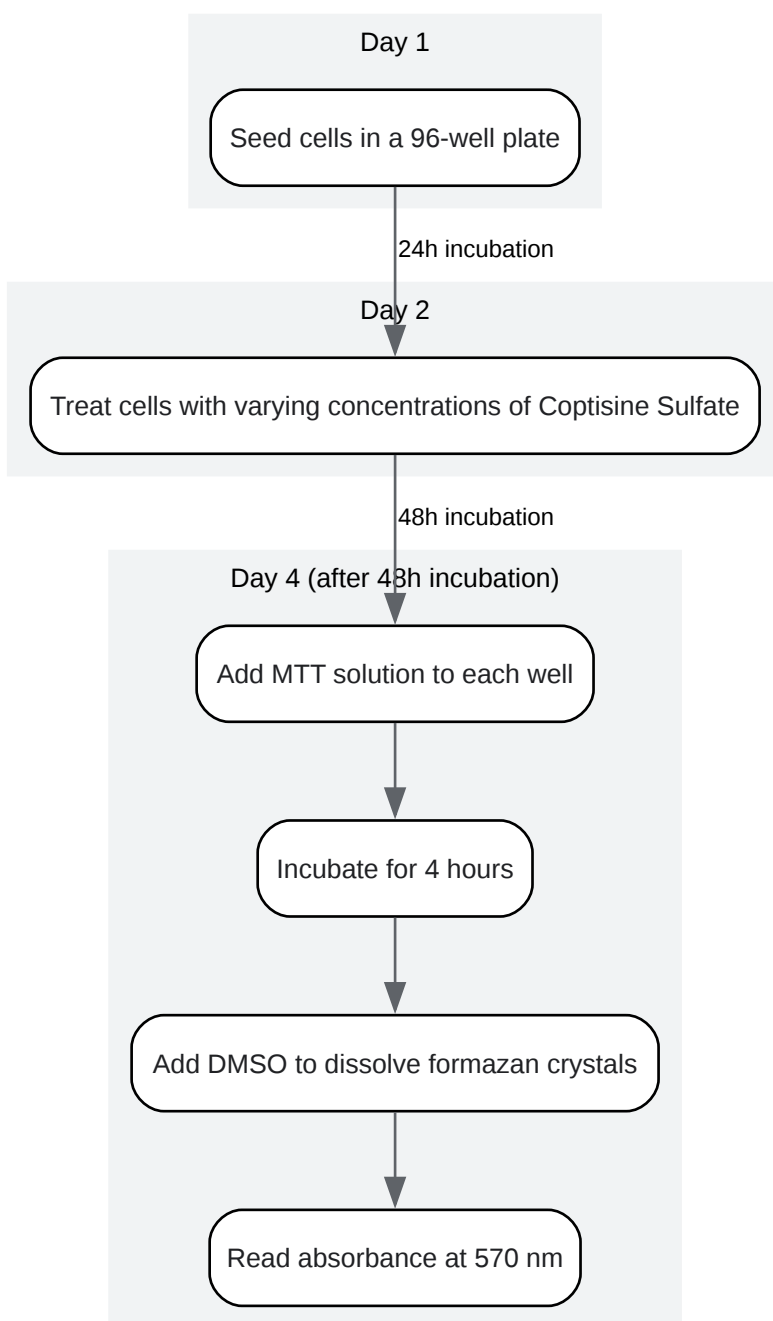 Day 1
Seed cells in a 96-well plate
24h incubation
Day 2
Treat cells with varying concentrations of Coptisine Sulfate
48h incubation
Day 4 (after 48h incubation)
Add MTT solution to each well
Incubate for 4 hours
Add DMSO to dissolve formazan crystals
Read absorbance at 570 nm